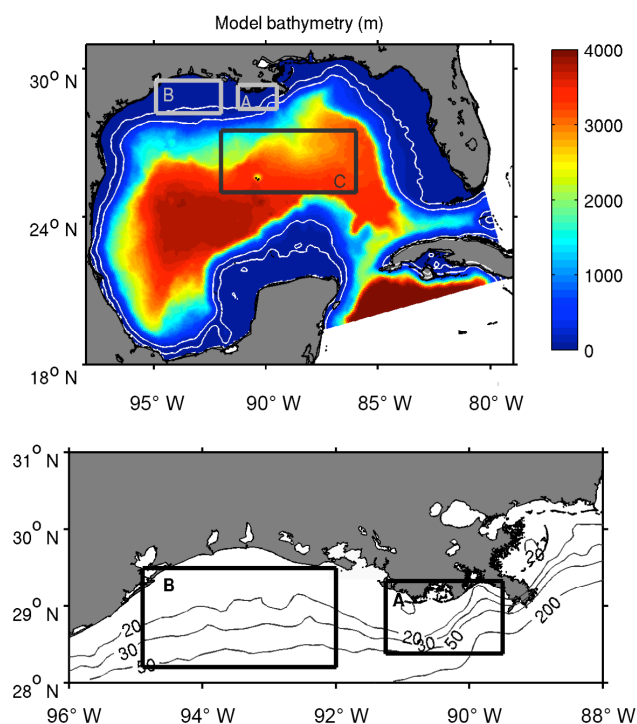 Model bathymetry (m)
30° N
24° N
18° N
95° W
90° W
85° W
80° W
B
A
C
4000
3000
2000
1000
0
31° N
30° N
29° N
28° N
96° W
94° W
92° W
90° W
88° W
B
A
20
30
50
20
30
50
200
20